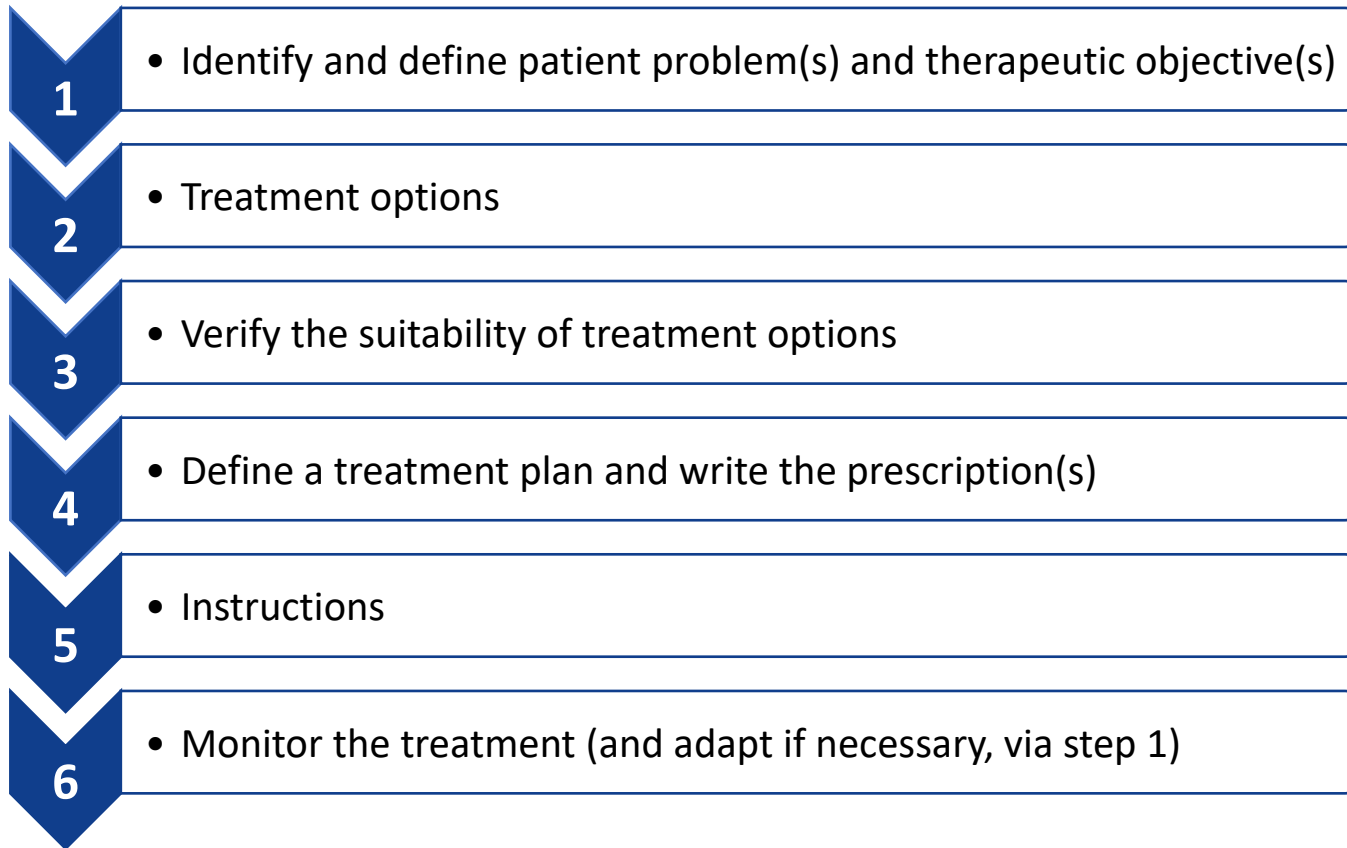 1
• Identify and define patient problem(s) and therapeutic objective(s)
2
• Treatment options
3
• Verify the suitability of treatment options
4
• Define a treatment plan and write the prescription(s)
5
• Instructions
6
• Monitor the treatment (and adapt if necessary, via step 1)